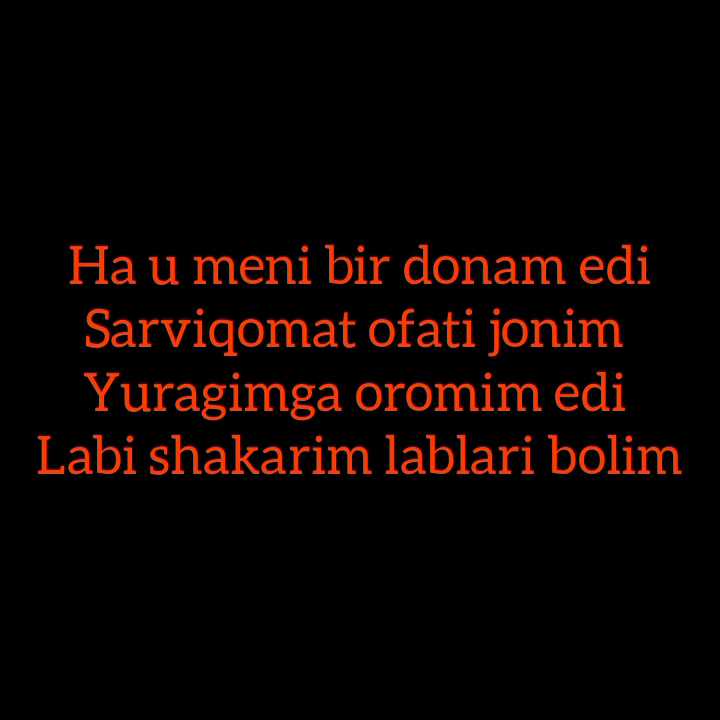 Ha u meni bir donam edi
Sarviqomat ofati jonim
Yuragimga oromim edi
Labi shakarim lablari bolim